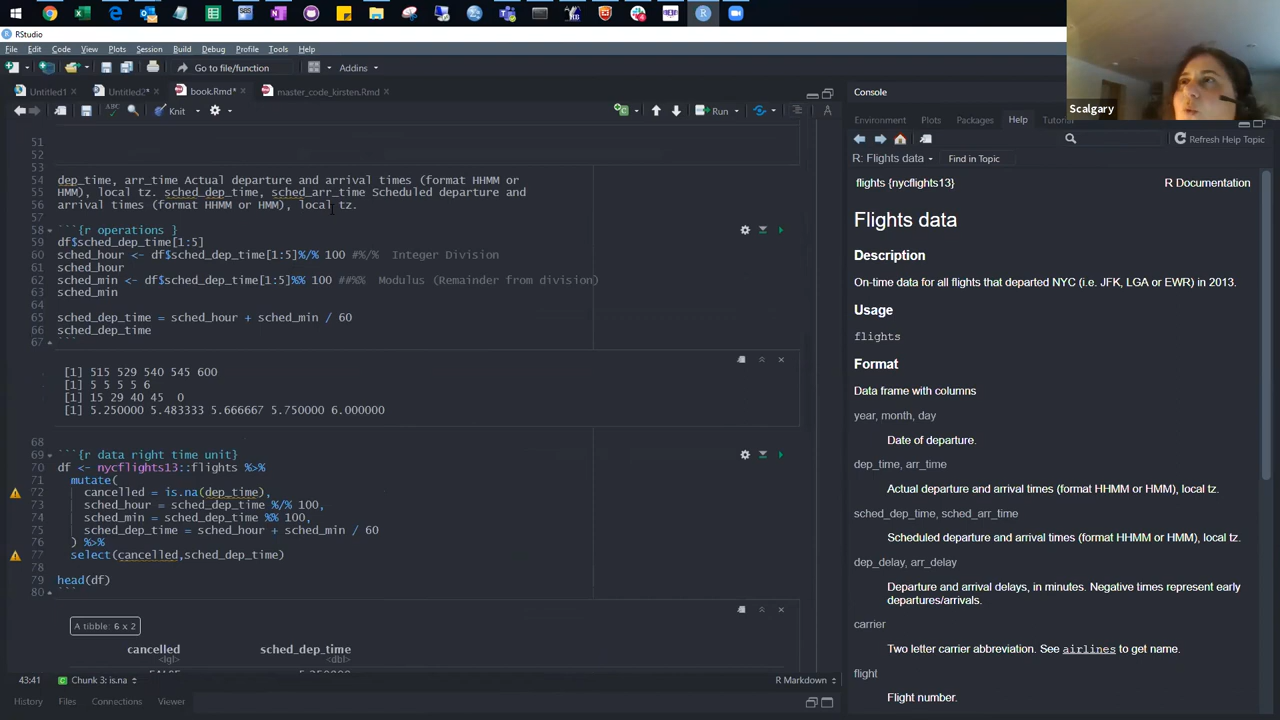 RStudio
File Edit Code View Plots Session Build Debug Profile Tools Help
Go to file/function Addins
Untitled1 Untitled2* book.Rmd* master_code_kirsten.Rmd
Knit Run
51
52
53
54 dep_time, arr_time Actual departure and arrival times (format HHMM or
55 HMM), local tz. sched_dep_time, sched_arr_time Scheduled departure and
56 arrival times (format HHMM or HMM), local tz.
57
58 ```{r operations }
59 df$sched_dep_time[1:5]
60 sched_hour <- df$sched_dep_time[1:5]%/% 100 #%/% Integer Division
61 sched_hour
62 sched_min <- df$sched_dep_time[1:5]%% 100 ##%% Modulus (Remainder from division)
63 sched_min
64
65 sched_dep_time = sched_hour + sched_min / 60
66 sched_dep_time
67 ```
[1] 515 529 540 545 600
[1] 5 5 5 5 6
[1] 15 29 40 45 0
[1] 5.250000 5.483333 5.666667 5.750000 6.000000
68
69 ```{r data right time unit}
70 df <- nycflights13::flights %>%
71 mutate(
72 cancelled = is.na(dep_time),
73 sched_hour = sched_dep_time %/% 100,
74 sched_min = sched_dep_time %% 100,
75 sched_dep_time = sched_hour + sched_min / 60
76 ) %>%
77 select(cancelled,sched_dep_time)
78
79 head(df)
80 ```
A tibble: 6 x 2
cancelled sched_dep_time
<lgl> <dbl>
43:41 Chunk 3: is.na R Markdown
History Files Connections Viewer
Scalgary
Console
Environment Plots Packages Help Tutorial
Refresh Help Topic
R: Flights data Find in Topic
flights {nycflights13} R Documentation
Flights data
Description
On-time data for all flights that departed NYC (i.e. JFK, LGA or EWR) in 2013.
Usage
flights
Format
Data frame with columns
year, month, day
Date of departure.
dep_time, arr_time
Actual departure and arrival times (format HHMM or HMM), local tz.
sched_dep_time, sched_arr_time
Scheduled departure and arrival times (format HHMM or HMM), local tz.
dep_delay, arr_delay
Departure and arrival delays, in minutes. Negative times represent early
departures/arrivals.
carrier
Two letter carrier abbreviation. See airlines to get name.
flight
Flight number.